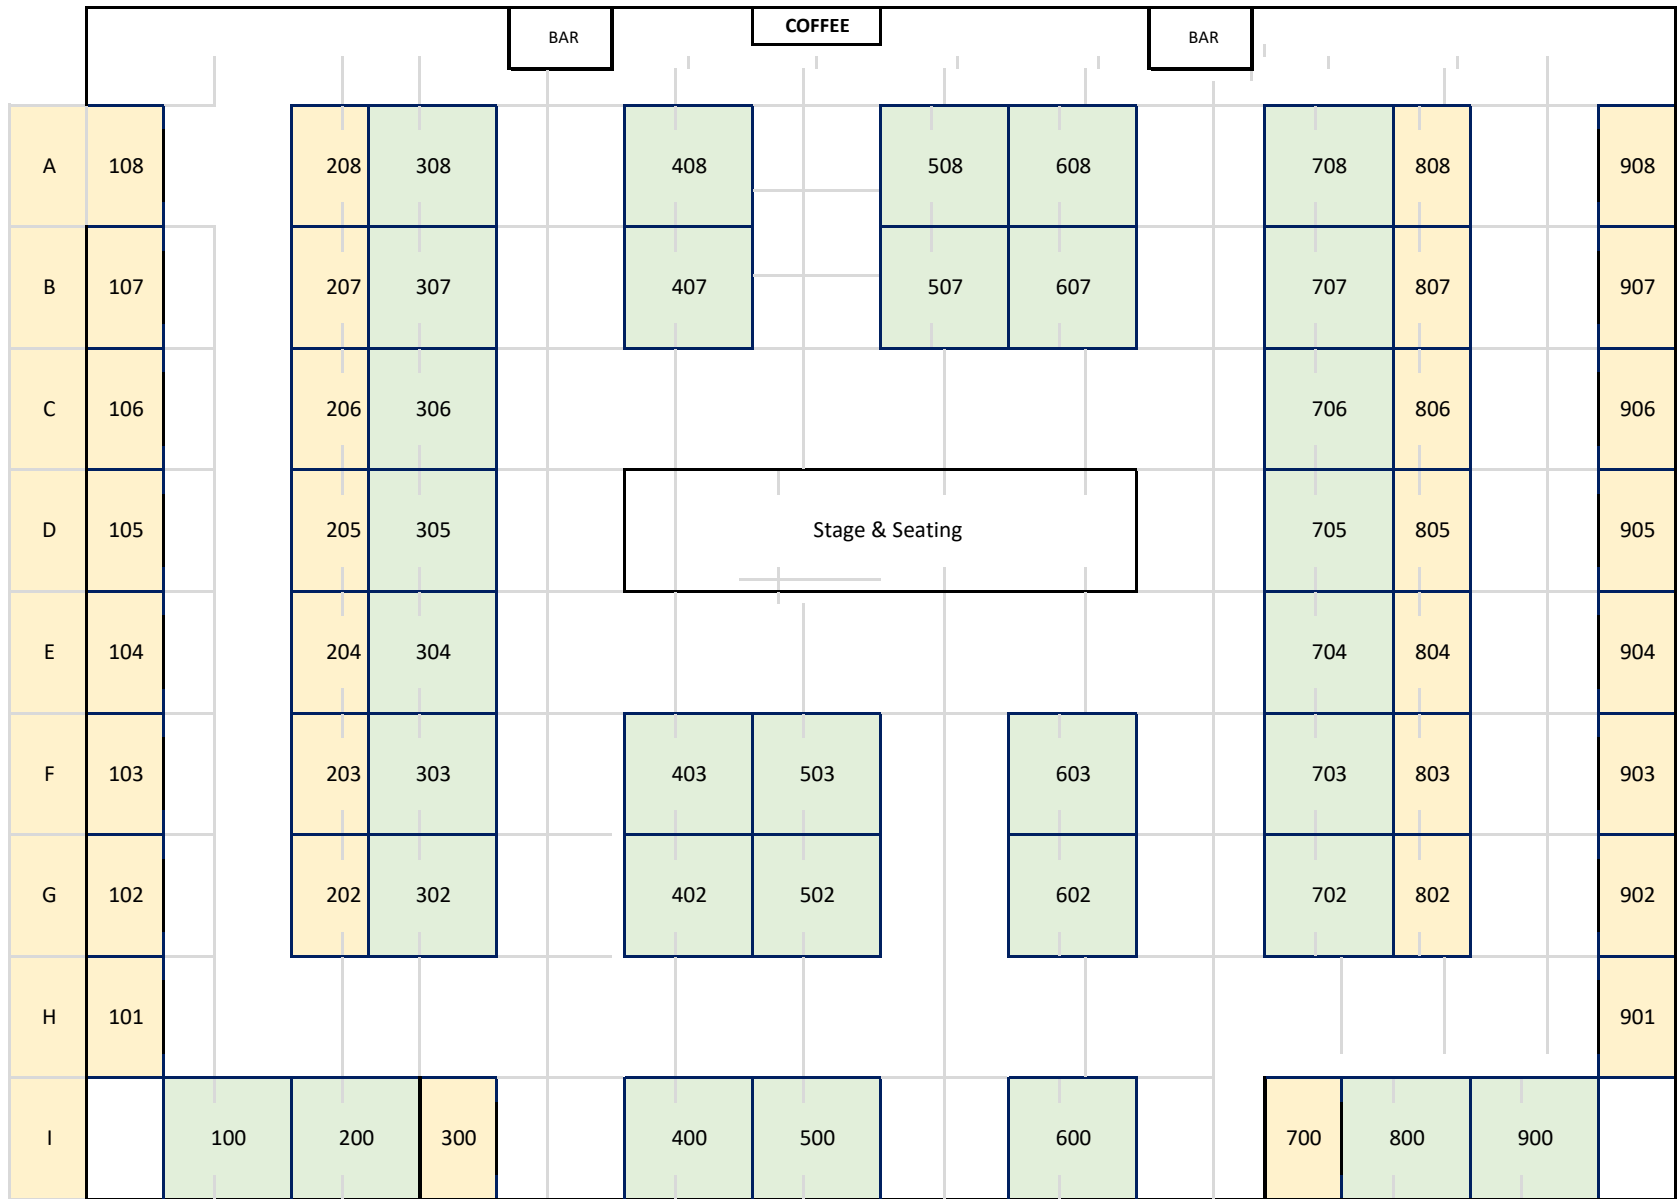 BAR COFFEE BAR
A 108 208 308 408 508 608 708 808 908
B 107 207 307 407 507 607 707 807 907
C 106 206 306 706 806 906
D 105 205 305 Stage & Seating 705 805 905
E 104 204 304 704 804 904
F 103 203 303 403 503 603 703 803 903
G 102 202 302 402 502 602 702 802 902
H 101 901
I 100 200 300 400 500 600 700 800 900